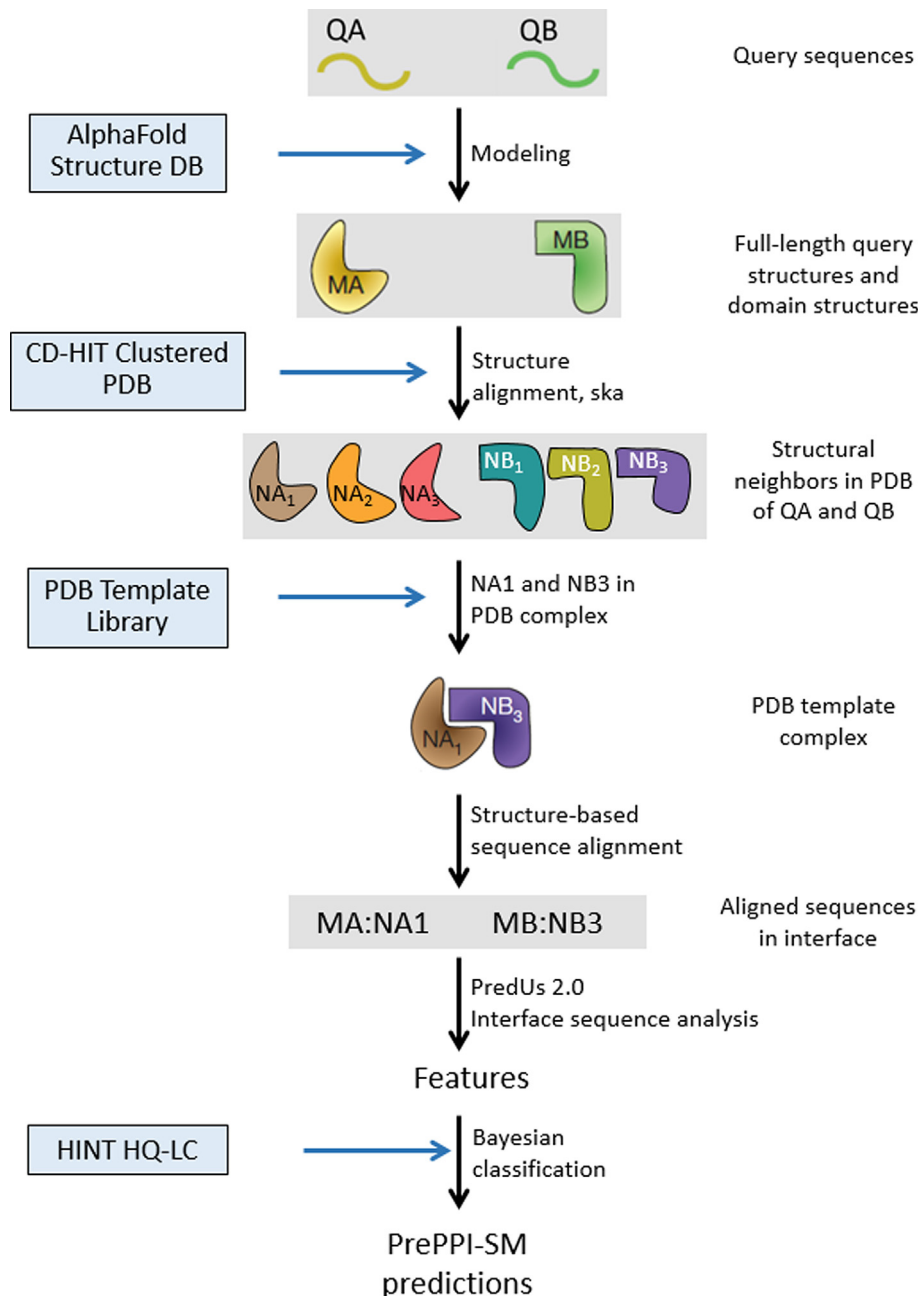 QA QB
Query sequences
AlphaFold
Structure DB
Modeling
MA
MB
Full-length query
structures and
domain structures
CD-HIT Clustered
PDB
Structure
alignment, ska
NA1 NA2 NA3 NB1 NB2 NB3
Structural
neighbors in PDB
of QA and QB
PDB Template
Library
NA1 and NB3 in
PDB complex
NA1 NB3
PDB template
complex
Structure-based
sequence alignment
MA:NA1 MB:NB3
Aligned sequences
in interface
PredUs 2.0
Interface sequence analysis
Features
HINT HQ-LC
Bayesian
classification
PrePPI-SM
predictions